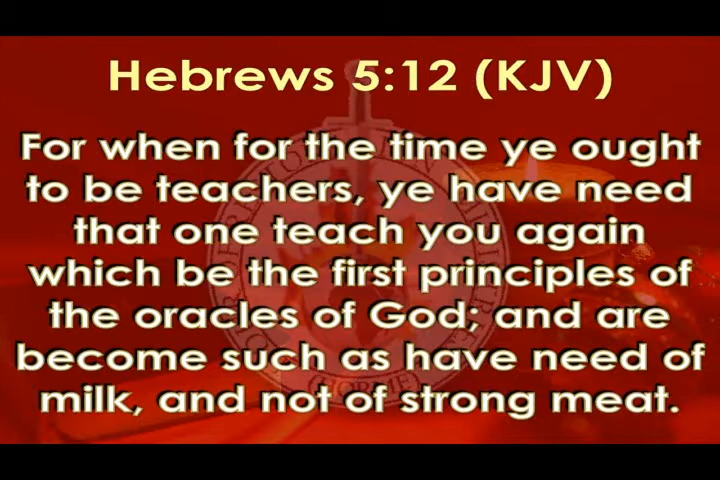 Hebrews 5:12 (KJV)
For when for the time ye ought
to be teachers, ye have need
that one teach you again
which be the first principles of
the oracles of God; and are
become such as have need of
milk, and not of strong meat.